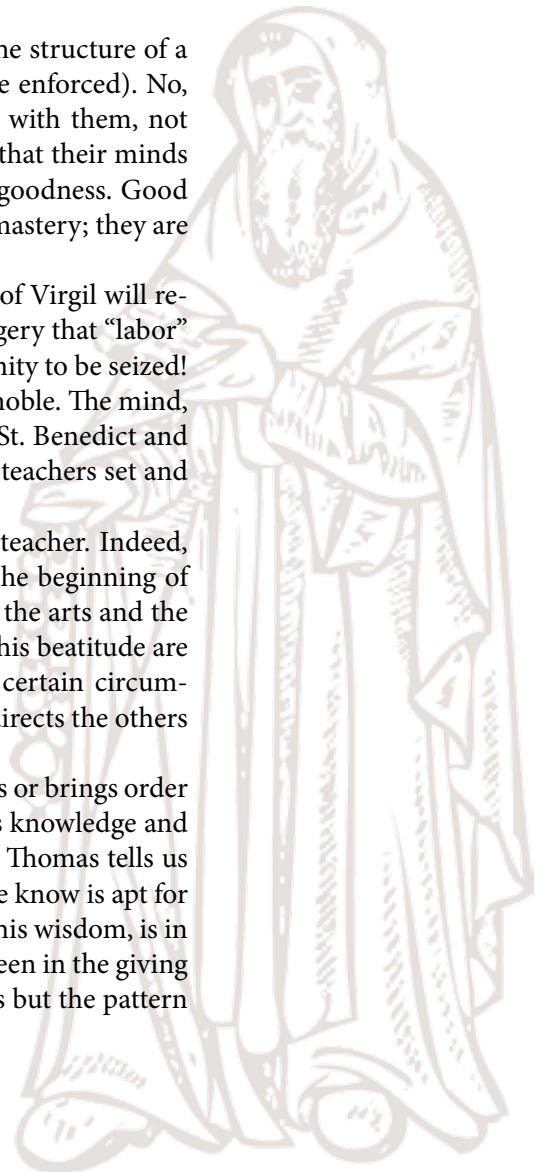 he structure of a
e enforced). No,
with them, not
that their minds
goodness. Good
mastery; they are
of Virgil will re-
gery that “labor”
nity to be seized!
noble. The mind,
St. Benedict and
teachers set and
teacher. Indeed,
he beginning of
the arts and the
his beatitude are
certain circum-
directs the others
s or brings order
s knowledge and
Thomas tells us
e know is apt for
his wisdom, is in
een in the giving
s but the pattern